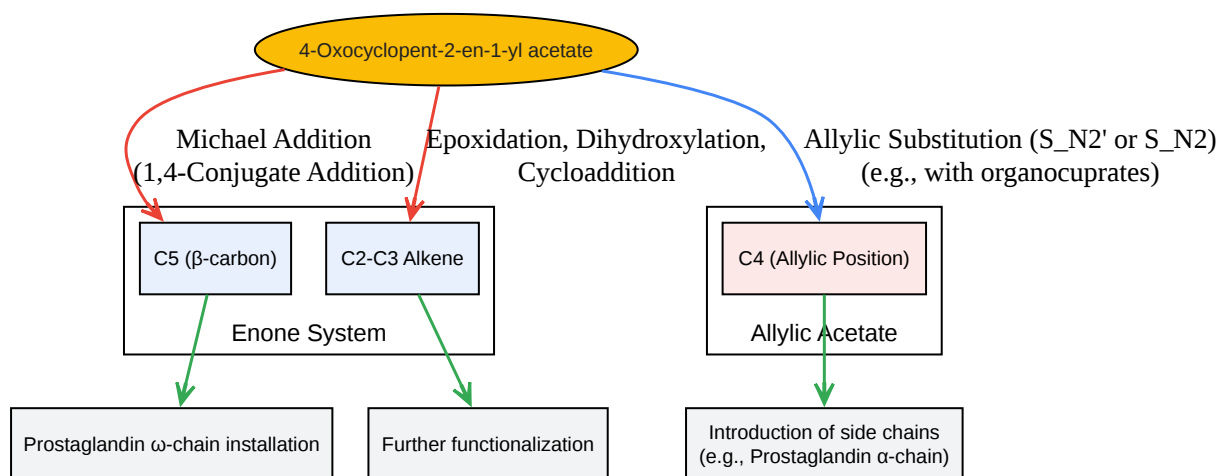 4-Oxocyclopent-2-en-1-yl acetate
Michael Addition
(1,4-Conjugate Addition)
Epoxidation, Dihydroxylation,
Cycloaddition
Allylic Substitution (S_N2' or S_N2)
(e.g., with organocuprates)
C5 (β-carbon)
C2-C3 Alkene
C4 (Allylic Position)
Enone System
Allylic Acetate
Prostaglandin ω-chain installation
Further functionalization
Introduction of side chains
(e.g., Prostaglandin α-chain)